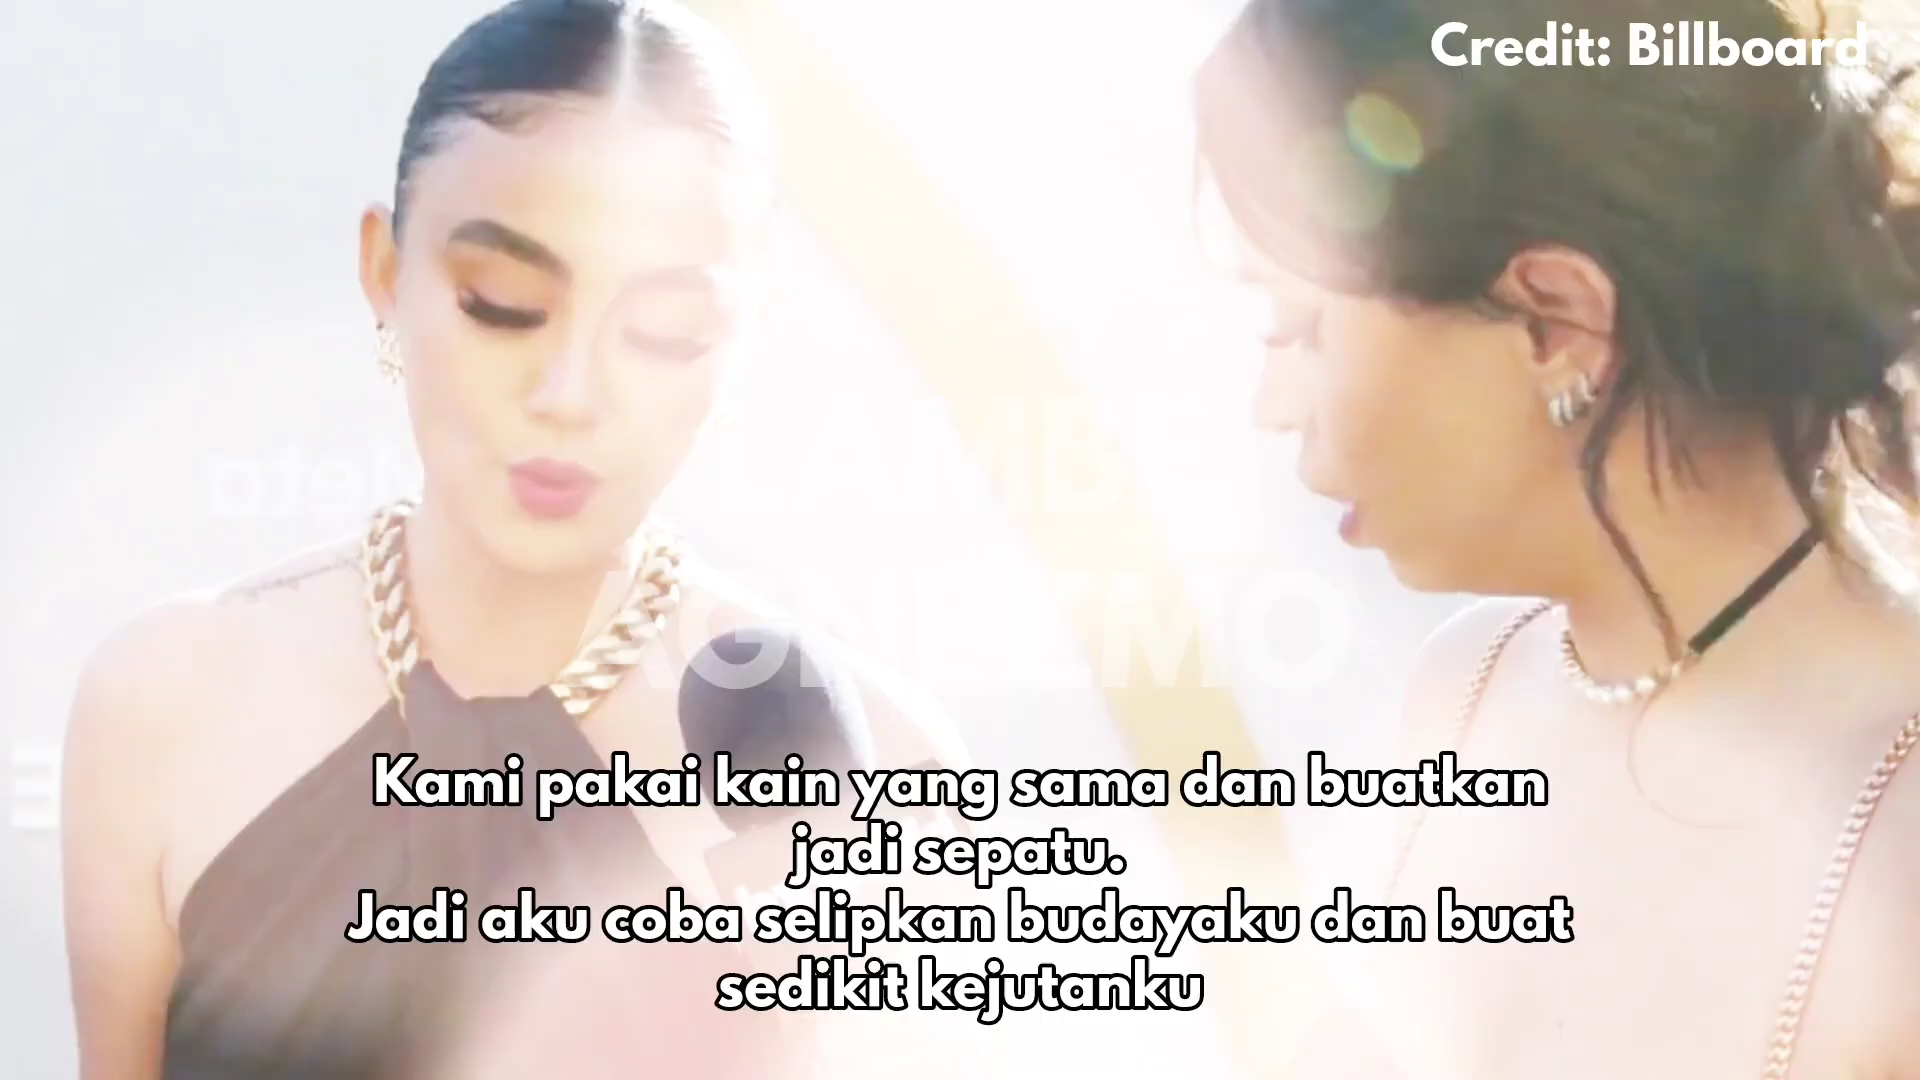 Credit: Billboard
Kami pakai kain yang sama dan buatkan
jadi sepatu.
Jadi aku coba selipkan budayaku dan buat
sedikit kejutanku